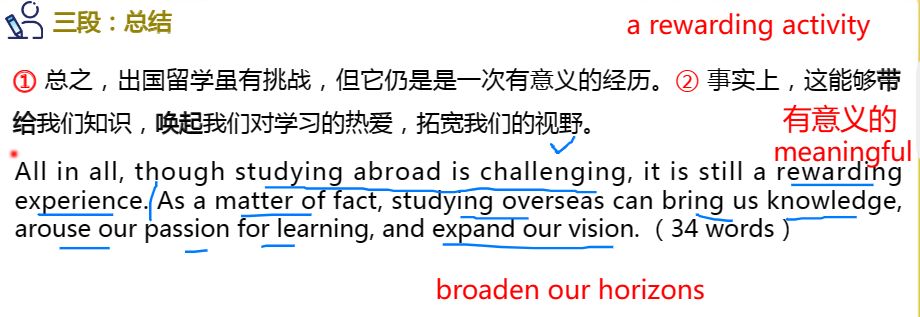 三段：总结
a rewarding activity
① 总之，出国留学虽有挑战，但它仍是是一次有意义的经历。② 事实上，这能够带
给我们知识，唤起我们对学习的热爱，拓宽我们的视野。
有意义的
meaningful
All in all, though studying abroad is challenging, it is still a rewarding
experience. As a matter of fact, studying overseas can bring us knowledge,
arouse our passion for learning, and expand our vision.（34 words）
broaden our horizons